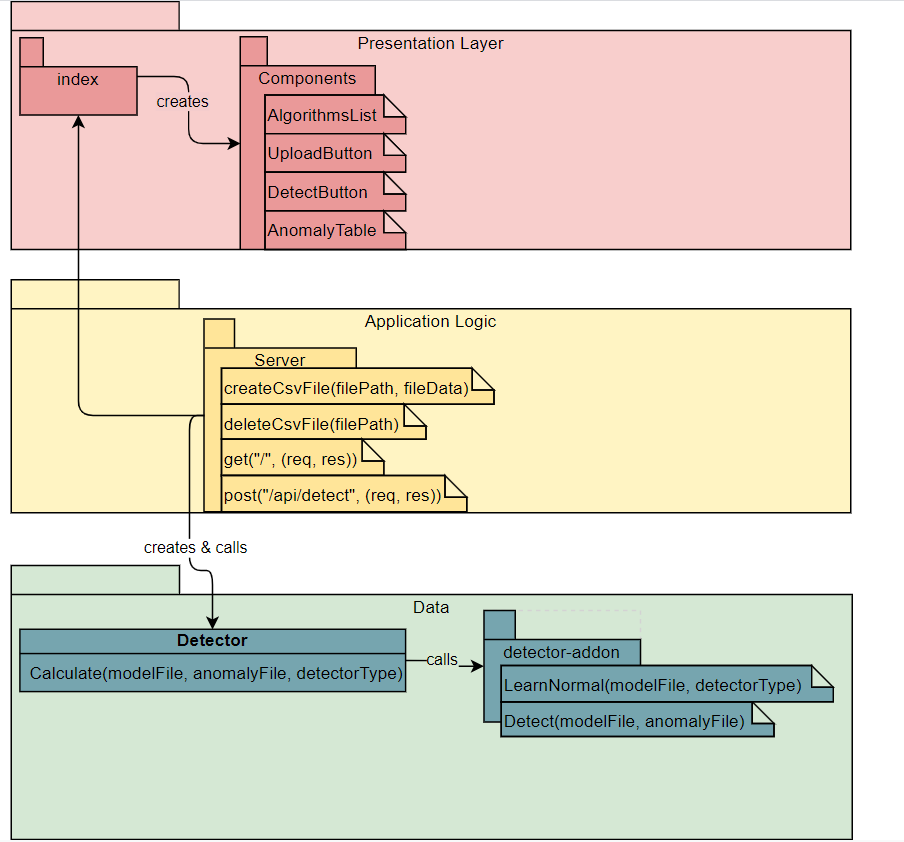 Presentation Layer
index
creates
Components
AlgorithmsList
UploadButton
DetectButton
AnomalyTable
Application Logic
Server
createCsvFile(filePath, fileData)
deleteCsvFile(filePath)
get("/", (req, res))
post("/api/detect", (req, res))
creates & calls
Data
Detector
Calculate(modelFile, anomalyFile, detectorType)
calls
detector-addon
LearnNormal(modelFile, detectorType)
Detect(modelFile, anomalyFile)